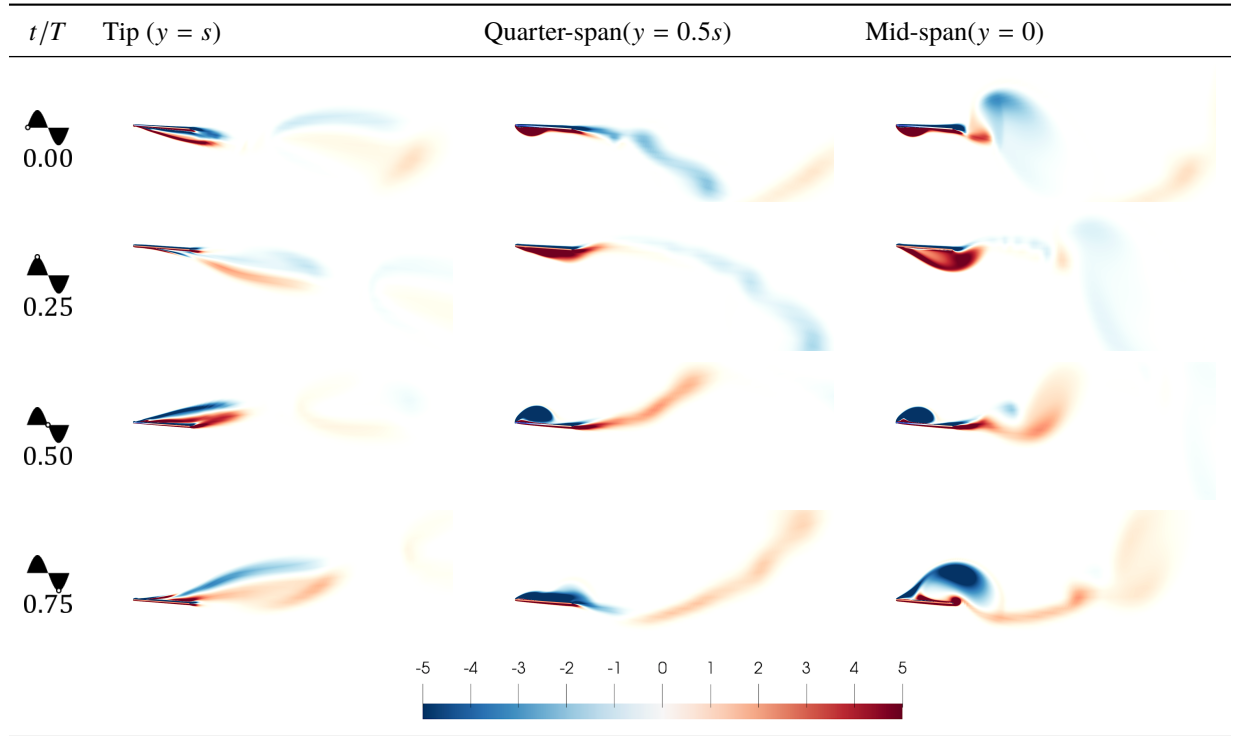 t/T Tip (y = s) Quarter-span(y = 0.5s) Mid-span(y = 0)
0.00
0.25
0.50
0.75
-5 -4 -3 -2 -1 0 1 2 3 4 5